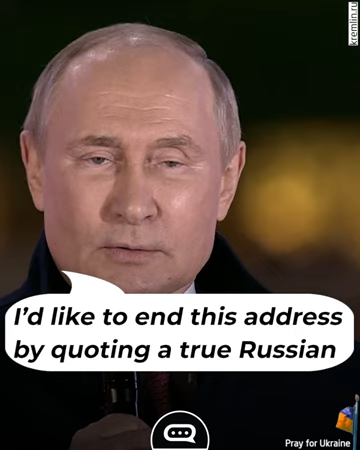 kremlin.ru
I'd like to end this address
by quoting a true Russian
Pray for Ukraine